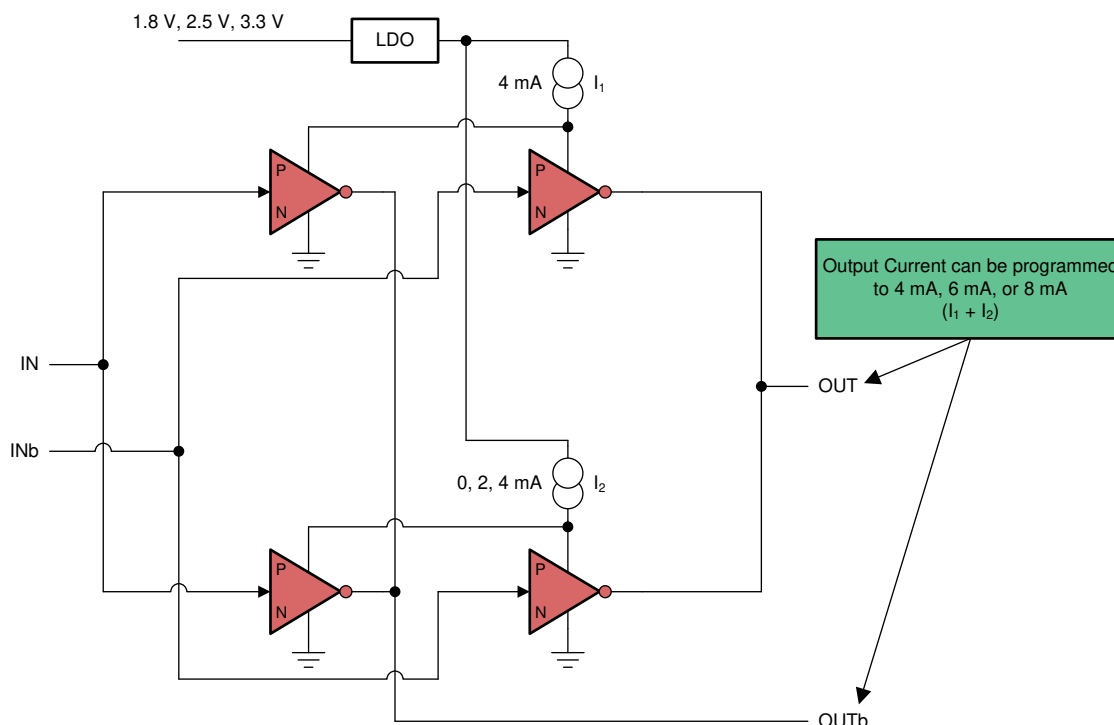 1.8 V, 2.5 V, 3.3 V
LDO
4 mA
I₁
P
N
P
N
Output Current can be programmed
to 4 mA, 6 mA, or 8 mA
(I₁ + I₂)
IN
OUT
INb
0, 2, 4 mA
I₂
P
N
P
N
OUTb